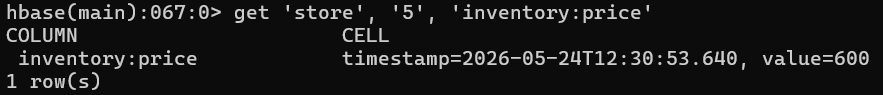 hbase(main):067:0> get 'store', '5', 'inventory:price'
COLUMN                     CELL
 inventory:price           timestamp=2026-05-24T12:30:53.640, value=600
1 row(s)